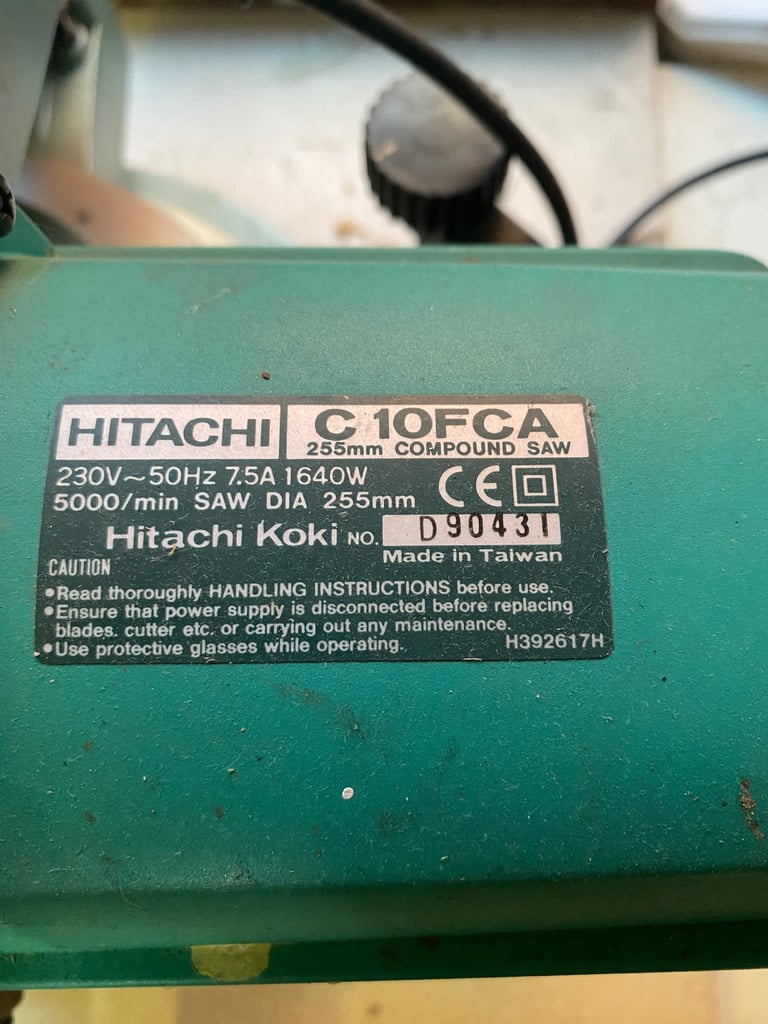 HITACHI
C 10FCA
255mm COMPOUND SAW
230V~50Hz 7.5A 1640W
5000/min SAW DIA 255mm
CE
Hitachi Koki NO. D90431
Made in Taiwan
CAUTION
•Read thoroughly HANDLING INSTRUCTIONS before use.
•Ensure that power supply is disconnected before replacing
blades. cutter etc. or carrying out any maintenance.
•Use protective glasses while operating.
H392617H